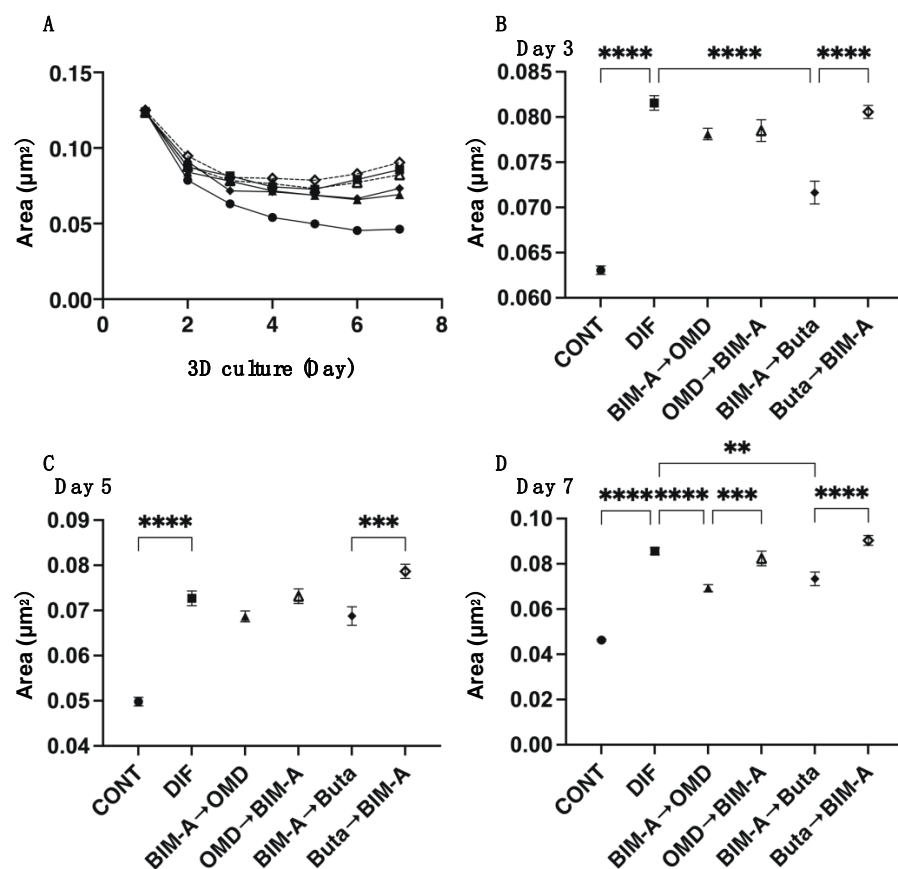 A
Area (μm²)
0.15
0.10
0.05
0.00
0 2 4 6 8
3D culture (Day)
B
Day 3
**** **** ****
Area (μm²)
0.085
0.080
0.075
0.070
0.065
0.060
CONT
DIF
BIM-A→OMD
OMD→BIM-A
BIM-A→Buta
Buta→BIM-A
C
Day 5
**** ***
Area (μm²)
0.09
0.08
0.07
0.06
0.05
0.04
CONT
DIF
BIM-A→OMD
OMD→BIM-A
BIM-A→Buta
Buta→BIM-A
D
Day 7
**
**** **** *** ****
Area (μm²)
0.10
0.08
0.06
0.04
0.02
0.00
CONT
DIF
BIM-A→OMD
OMD→BIM-A
BIM-A→Buta
Buta→BIM-A